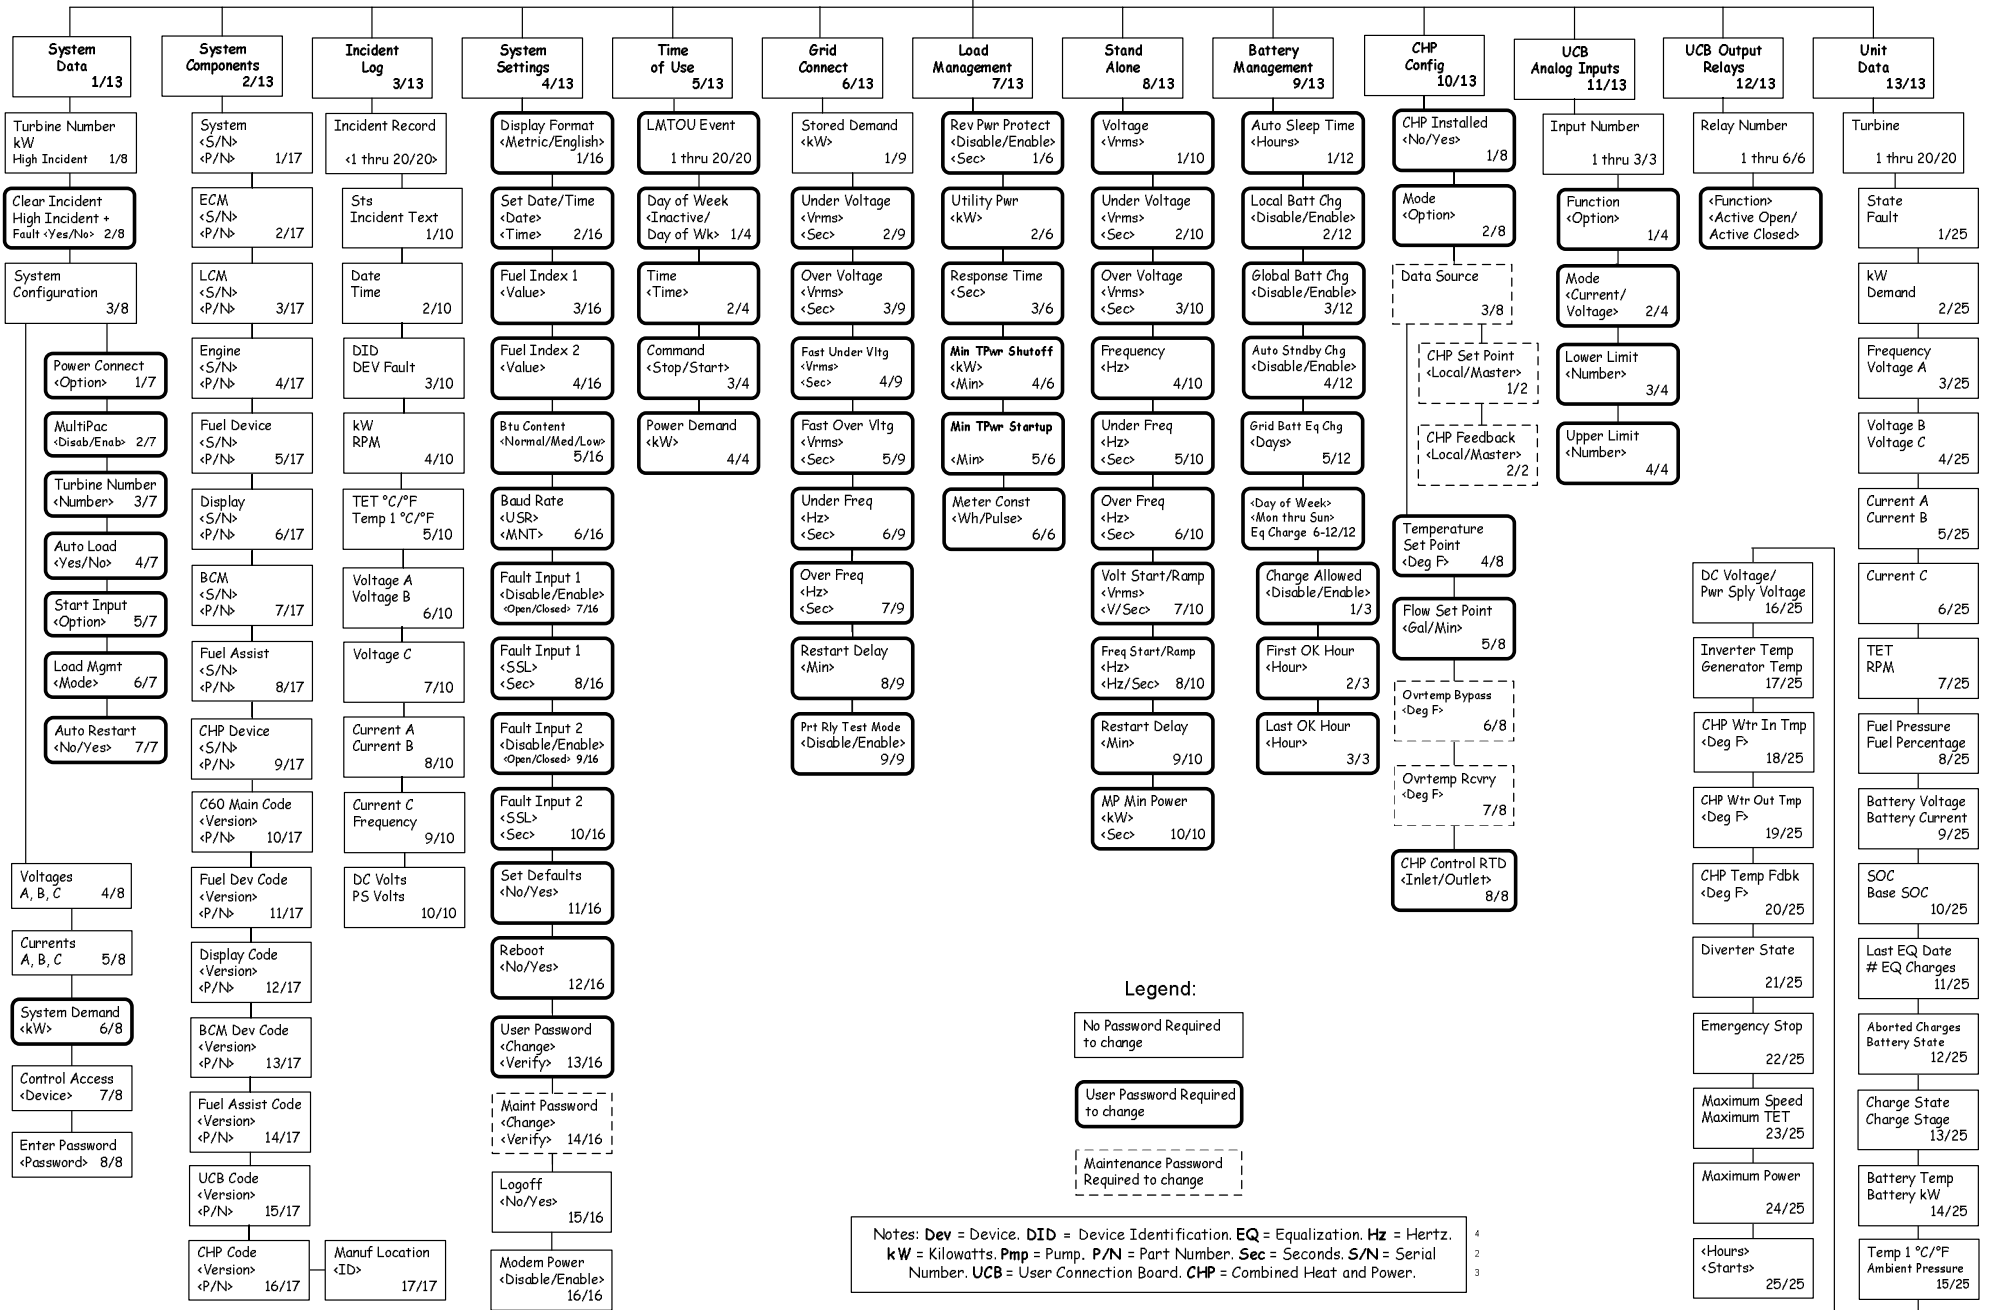 System
Data
1/13
Turbine Number
kW
High Incident 1/8
Clear Incident
High Incident +
Fault <Yes/No> 2/8
System
Configuration
3/8
Power Connect
<Option> 1/7
MultiPac
<Disab/Enab> 2/7
Turbine Number
<Number> 3/7
Auto Load
<Yes/No> 4/7
Start Input
<Option> 5/7
Load Mgmt
<Mode> 6/7
Auto Restart
<No/Yes> 7/7
Voltages
A, B, C 4/8
Currents
A, B, C 5/8
System Demand
<kW> 6/8
Control Access
<Device> 7/8
Enter Password
<Password> 8/8
System
Components
2/13
System
<S/N>
<P/N> 1/17
ECM
<S/N>
<P/N> 2/17
LCM
<S/N>
<P/N> 3/17
Engine
<S/N>
<P/N> 4/17
Fuel Device
<S/N>
<P/N> 5/17
Display
<S/N>
<P/N> 6/17
BCM
<S/N>
<P/N> 7/17
Fuel Assist
<S/N>
<P/N> 8/17
CHP Device
<S/N>
<P/N> 9/17
C60 Main Code
<Version>
<P/N> 10/17
Fuel Dev Code
<Version>
<P/N> 11/17
Display Code
<Version>
<P/N> 12/17
BCM Dev Code
<Version>
<P/N> 13/17
Fuel Assist Code
<Version>
<P/N> 14/17
UCB Code
<Version>
<P/N> 15/17
CHP Code
<Version>
<P/N> 16/17
Manuf Location
<ID>
17/17
Incident
Log
3/13
Incident Record
<1 thru 20/20>
Sts
Incident Text
1/10
Date
Time
2/10
DID
DEV Fault
3/10
kW
RPM
4/10
TET °C/°F
Temp 1 °C/°F
5/10
Voltage A
Voltage B
6/10
Voltage C
7/10
Current A
Current B
8/10
Current C
Frequency
9/10
DC Volts
PS Volts
10/10
System
Settings
4/13
Display Format
<Metric/English>
1/16
Set Date/Time
<Date>
<Time> 2/16
Fuel Index 1
<Value>
3/16
Fuel Index 2
<Value>
4/16
Btu Content
<Normal/Med/Low>
5/16
Baud Rate
<USR>
<MNT> 6/16
Fault Input 1
<Disable/Enable>
<Open/Closed> 7/16
Fault Input 1
<SSL>
<Sec> 8/16
Fault Input 2
<Disable/Enable>
<Open/Closed> 9/16
Fault Input 2
<SSL>
<Sec> 10/16
Set Defaults
<No/Yes>
11/16
Reboot
<No/Yes>
12/16
User Password
<Change>
<Verify> 13/16
Maint Password
<Change>
<Verify> 14/16
Logoff
<No/Yes>
15/16
Modem Power
<Disable/Enable>
16/16
Time
of Use
5/13
LMTOU Event
1 thru 20/20
Day of Week
<Inactive/
Day of Wk> 1/4
Time
<Time>
2/4
Command
<Stop/Start>
3/4
Power Demand
<kW>
4/4
Grid
Connect
6/13
Stored Demand
<kW>
1/9
Under Voltage
<Vrms>
<Sec> 2/9
Over Voltage
<Vrms>
<Sec> 3/9
Fast Under Vltg
<Vrms>
<Sec> 4/9
Fast Over Vltg
<Vrms>
<Sec> 5/9
Under Freq
<Hz>
<Sec> 6/9
Over Freq
<Hz>
<Sec> 7/9
Restart Delay
<Min>
8/9
Prt Rly Test Mode
<Disable/Enable>
9/9
Load
Management
7/13
Rev Pwr Protect
<Disable/Enable>
<Sec> 1/6
Utility Pwr
<kW>
2/6
Response Time
<Sec>
3/6
Min TPwr Shutoff
<kW>
<Min> 4/6
Min TPwr Startup
<Min> 5/6
Meter Const
<Wh/Pulse>
6/6
Stand
Alone
8/13
Voltage
<Vrms>
1/10
Under Voltage
<Vrms>
<Sec> 2/10
Over Voltage
<Vrms>
<Sec> 3/10
Frequency
<Hz>
4/10
Under Freq
<Hz>
<Sec> 5/10
Over Freq
<Hz>
<Sec> 6/10
Volt Start/Ramp
<Vrms>
<V/Sec> 7/10
Freq Start/Ramp
<Hz>
<Hz/Sec> 8/10
Restart Delay
<Min>
9/10
MP Min Power
<kW>
<Sec> 10/10
Battery
Management
9/13
Auto Sleep Time
<Hours>
1/12
Local Batt Chg
<Disable/Enable>
2/12
Global Batt Chg
<Disable/Enable>
3/12
Auto Stndby Chg
<Disable/Enable>
4/12
Grid Batt Eq Chg
<Days>
5/12
<Day of Week>
<Mon thru Sun>
Eq Charge 6-12/12
Charge Allowed
<Disable/Enable>
1/3
First OK Hour
<Hour>
2/3
Last OK Hour
<Hour>
3/3
CHP
Config
10/13
CHP Installed
<No/Yes>
1/8
Mode
<Option>
2/8
Data Source
3/8
CHP Set Point
<Local/Master>
1/2
CHP Feedback
<Local/Master>
2/2
Temperature
Set Point
<Deg F> 4/8
Flow Set Point
<Gal/Min>
5/8
Ovrtemp Bypass
<Deg F>
6/8
Ovrtemp Rcvry
<Deg F>
7/8
CHP Control RTD
<Inlet/Outlet>
8/8
UCB
Analog Inputs
11/13
Input Number
1 thru 3/3
Function
<Option>
1/4
Mode
<Current/
Voltage> 2/4
Lower Limit
<Number>
3/4
Upper Limit
<Number>
4/4
UCB Output
Relays
12/13
Relay Number
1 thru 6/6
<Function>
<Active Open/
Active Closed>
Unit
Data
13/13
Turbine
1 thru 20/20
State
Fault
1/25
kW
Demand
2/25
Frequency
Voltage A
3/25
Voltage B
Voltage C
4/25
Current A
Current B
5/25
Current C
6/25
TET
RPM
7/25
Fuel Pressure
Fuel Percentage
8/25
Battery Voltage
Battery Current
9/25
SOC
Base SOC
10/25
Last EQ Date
# EQ Charges
11/25
Aborted Charges
Battery State
12/25
Charge State
Charge Stage
13/25
Battery Temp
Battery kW
14/25
Temp 1 °C/°F
Ambient Pressure
15/25
DC Voltage/
Pwr Sply Voltage
16/25
Inverter Temp
Generator Temp
17/25
CHP Wtr In Tmp
<Deg F>
18/25
CHP Wtr Out Tmp
<Deg F>
19/25
CHP Temp Fdbk
<Deg F>
20/25
Diverter State
21/25
Emergency Stop
22/25
Maximum Speed
Maximum TET
23/25
Maximum Power
24/25
<Hours>
<Starts>
25/25
Legend:
No Password Required
to change
User Password Required
to change
Maintenance Password
Required to change
Notes: Dev = Device. DID = Device Identification. EQ = Equalization. Hz = Hertz. 4
kW = Kilowatts. Pmp = Pump. P/N = Part Number. Sec = Seconds. S/N = Serial 2
Number. UCB = User Connection Board. CHP = Combined Heat and Power. 3